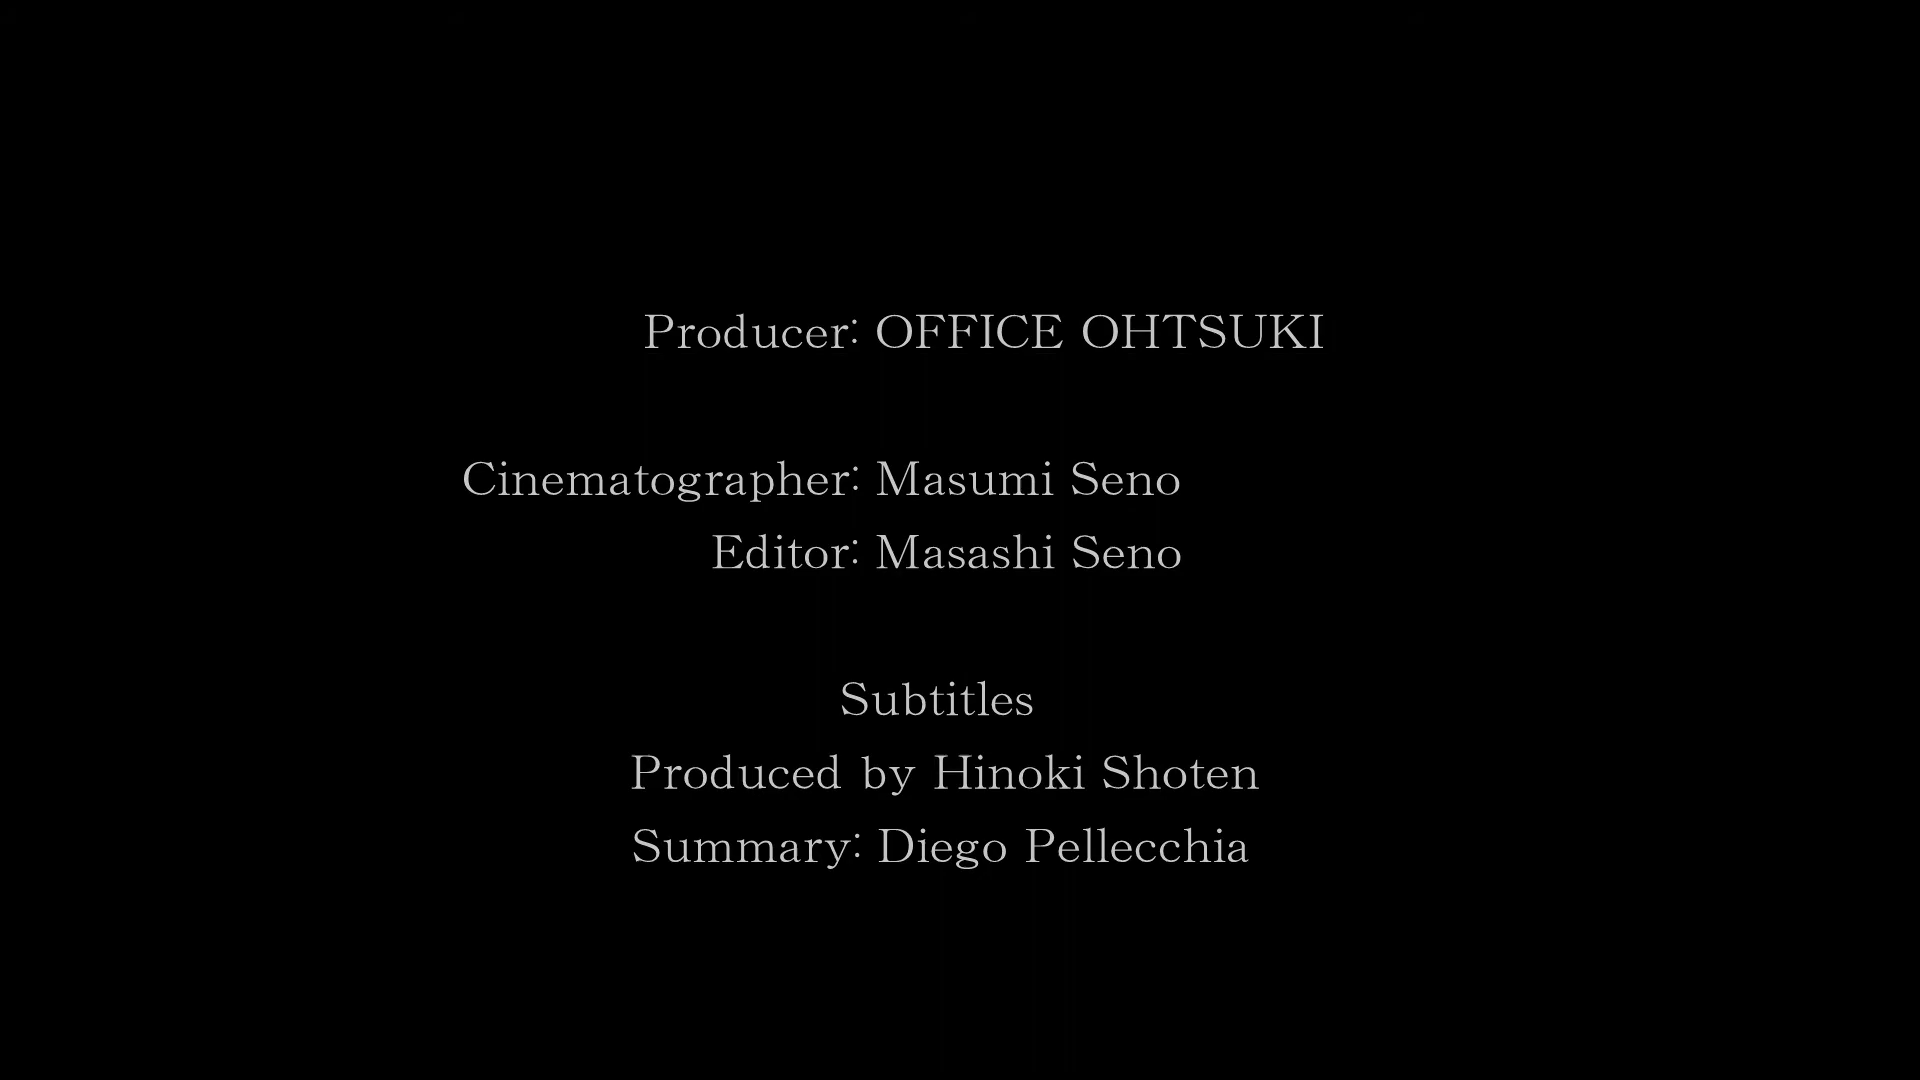 Producer: OFFICE OHTSUKI
Cinematographer: Masumi Seno
Editor: Masashi Seno
Subtitles
Produced by Hinoki Shoten
Summary: Diego Pellecchia